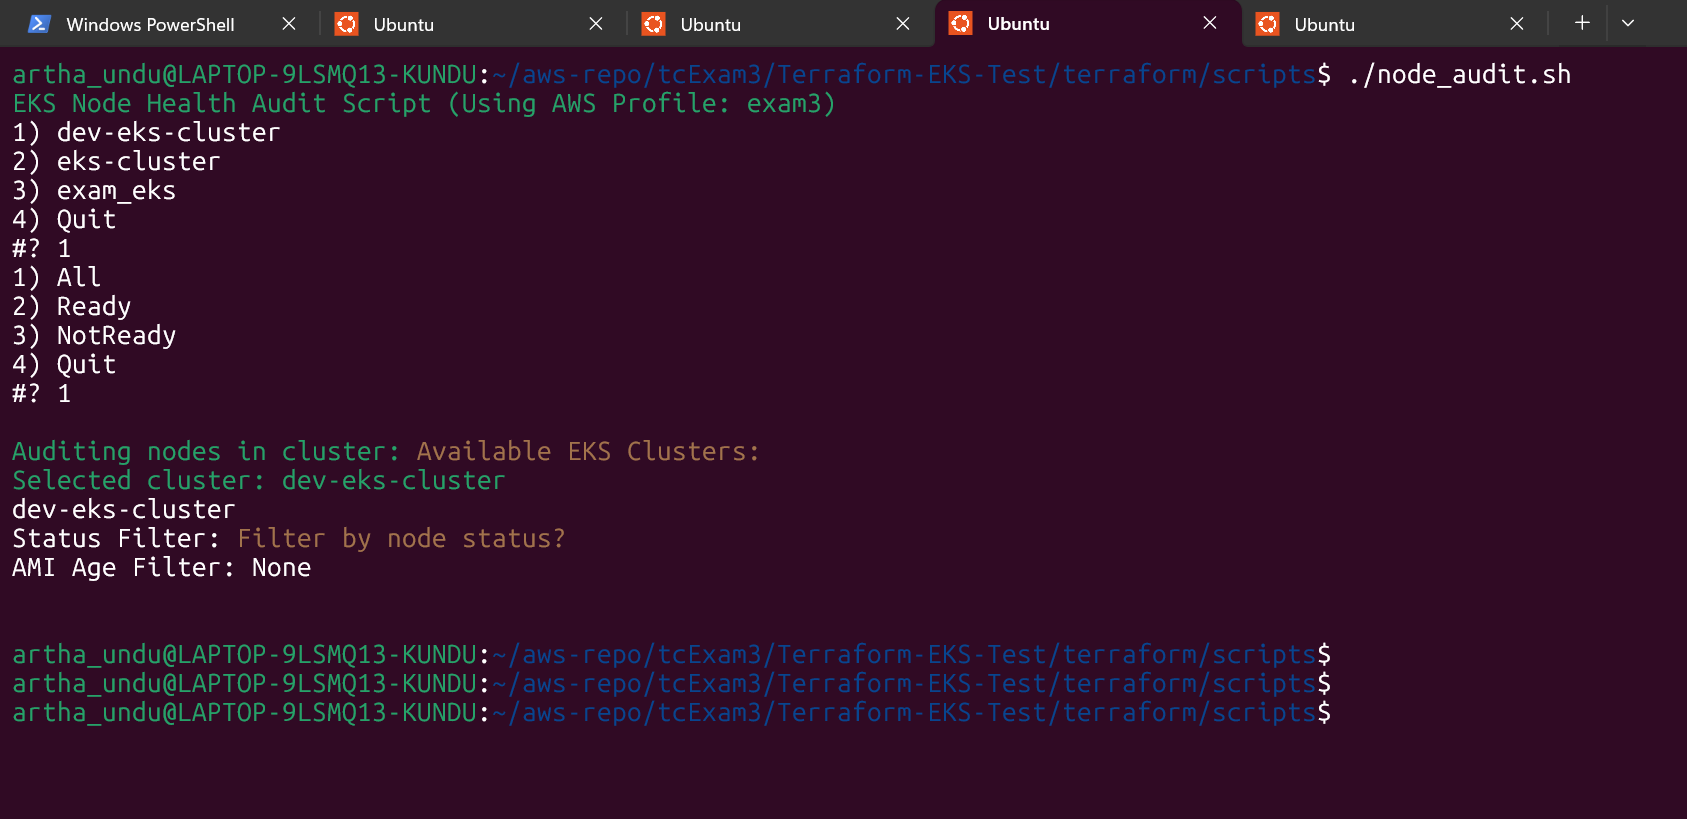 Windows PowerShell
Ubuntu
Ubuntu
Ubuntu
Ubuntu
artha_undu@LAPTOP-9LSMQ13-KUNDU:~/aws-repo/tcExam3/Terraform-EKS-Test/terraform/scripts$ ./node_audit.sh
EKS Node Health Audit Script (Using AWS Profile: exam3)
1) dev-eks-cluster
2) eks-cluster
3) exam_eks
4) Quit
#? 1
1) All
2) Ready
3) NotReady
4) Quit
#? 1
Auditing nodes in cluster: Available EKS Clusters:
Selected cluster: dev-eks-cluster
dev-eks-cluster
Status Filter: Filter by node status?
AMI Age Filter: None
artha_undu@LAPTOP-9LSMQ13-KUNDU:~/aws-repo/tcExam3/Terraform-EKS-Test/terraform/scripts$
artha_undu@LAPTOP-9LSMQ13-KUNDU:~/aws-repo/tcExam3/Terraform-EKS-Test/terraform/scripts$
artha_undu@LAPTOP-9LSMQ13-KUNDU:~/aws-repo/tcExam3/Terraform-EKS-Test/terraform/scripts$